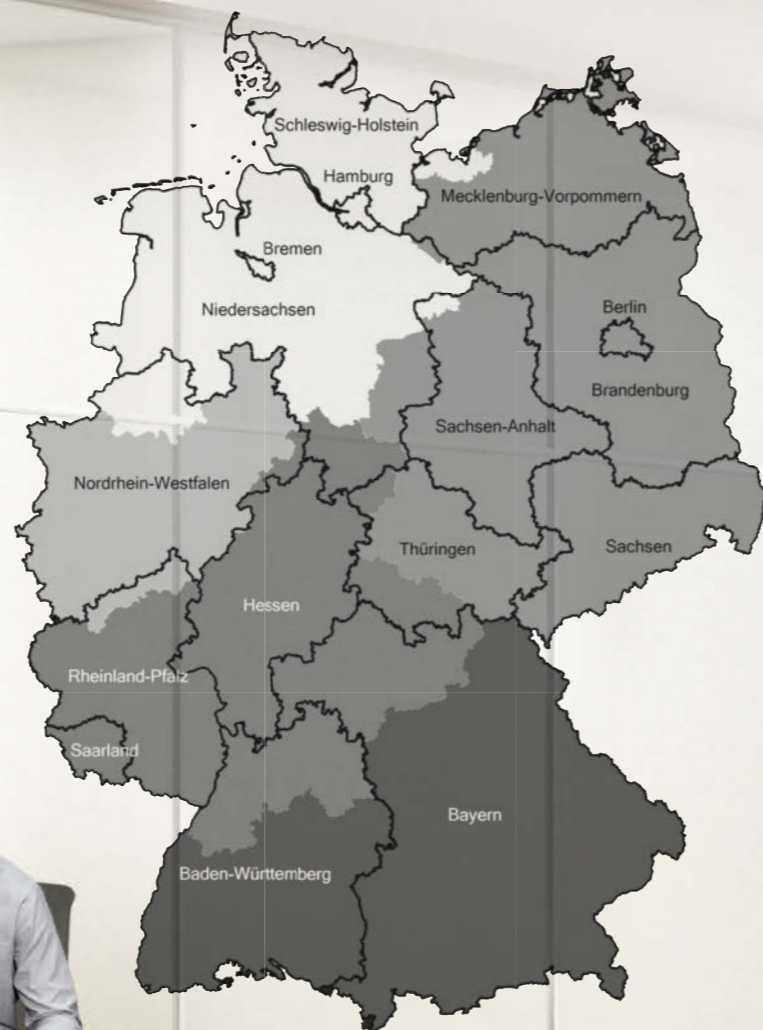 Schleswig-Holstein
Hamburg
Mecklenburg-Vorpommern
Bremen
Niedersachsen
Berlin
Brandenburg
Sachsen-Anhalt
Nordrhein-Westfalen
Thüringen
Sachsen
Hessen
Rheinland-Pfalz
Saarland
Bayern
Baden-Württemberg